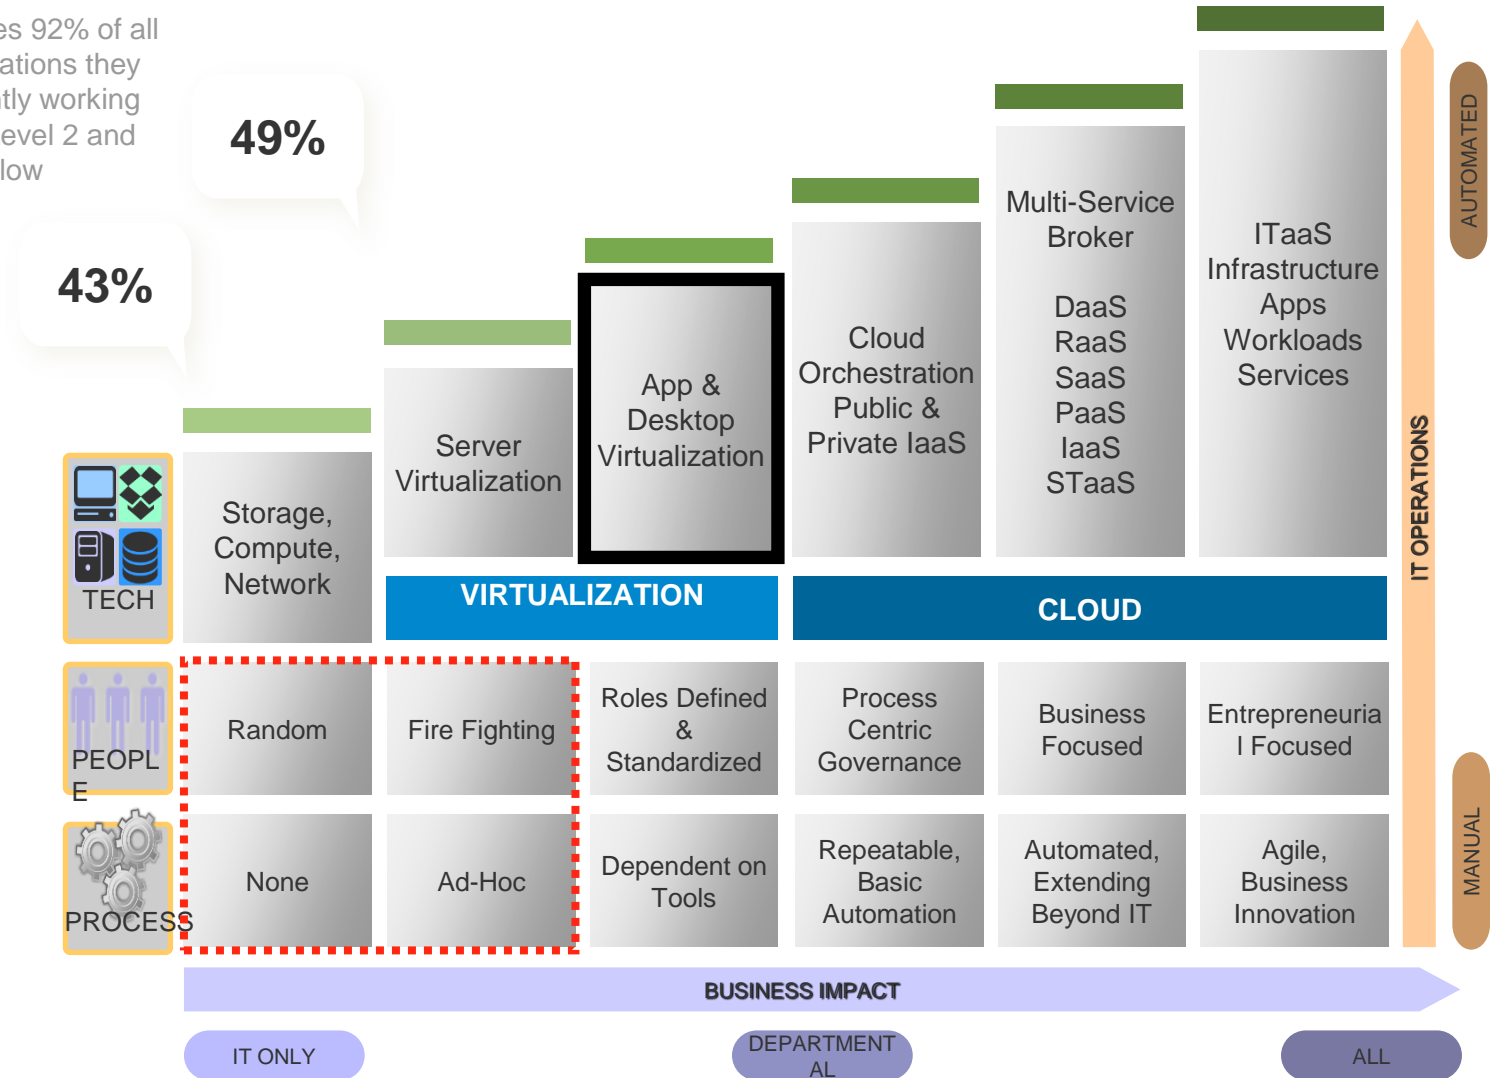 es 92% of all
ations they
tly working
evel 2 and
low
49%
43%
Storage,
Compute,
Network
Server
Virtualization
App &
Desktop
Virtualization
Cloud
Orchestration
Public &
Private IaaS
Multi-Service
Broker
DaaS
RaaS
SaaS
PaaS
IaaS
STaaS
ITaaS
Infrastructure
Apps
Workloads
Services
AUTOMATED
IT OPERATIONS
MANUAL
TECH
VIRTUALIZATION
CLOUD
PEOPL
E
Random
Fire Fighting
Roles Defined
&
Standardized
Process
Centric
Governance
Business
Focused
Entrepreneuria
l Focused
PROCESS
None
Ad-Hoc
Dependent on
Tools
Repeatable,
Basic
Automation
Automated,
Extending
Beyond IT
Agile,
Business
Innovation
BUSINESS IMPACT
IT ONLY
DEPARTMENT
AL
ALL